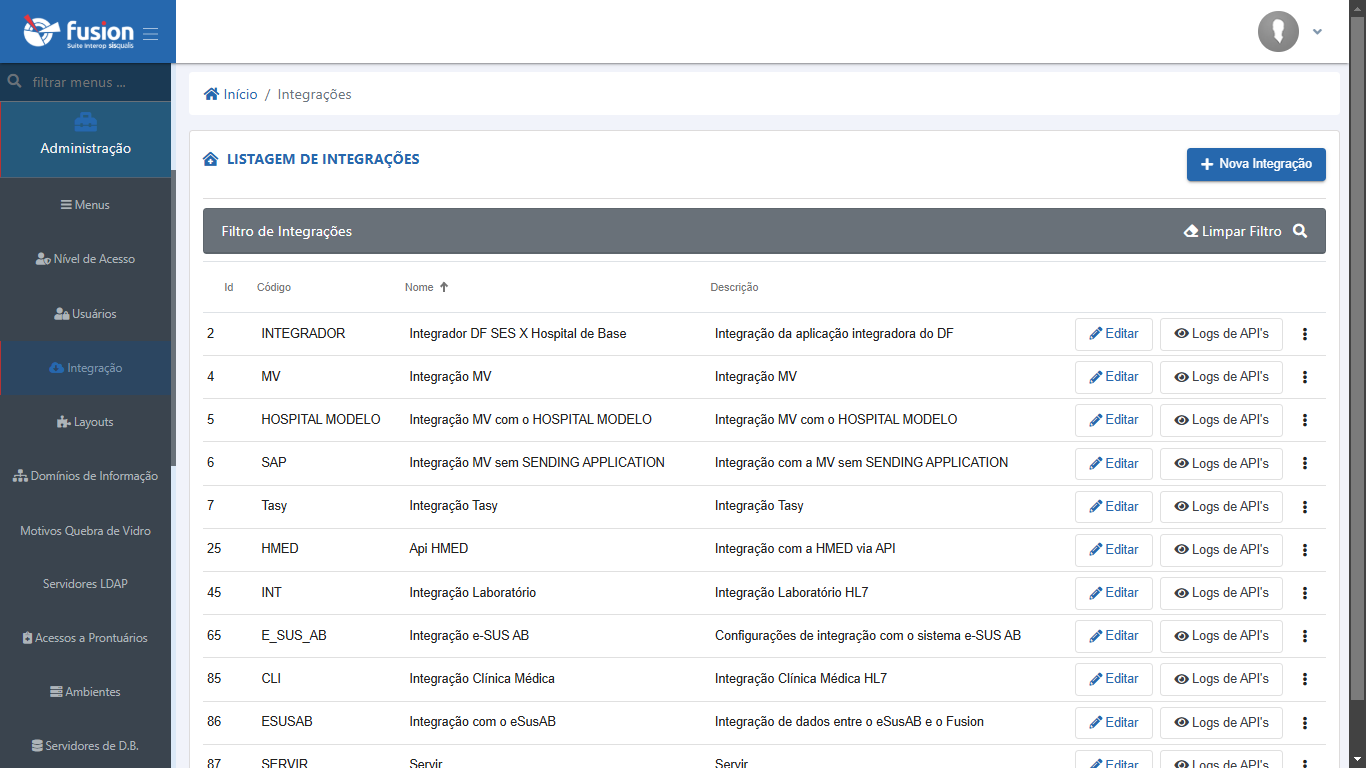 fusion
Suite Interop sisqualis
filtrar menus ...
Administração
Menus
Nível de Acesso
Usuários
Integração
Layouts
Domínios de Informação
Motivos Quebra de Vidro
Servidores LDAP
Acessos a Prontuários
Ambientes
Servidores de D.B.
Início / Integrações
LISTAGEM DE INTEGRAÇÕES
Nova Integração
Filtro de Integrações
Limpar Filtro
Id Código Nome Descrição
2 INTEGRADOR Integrador DF SES X Hospital de Base Integração da aplicação integradora do DF Editar Logs de API's
4 MV Integração MV Integração MV Editar Logs de API's
5 HOSPITAL MODELO Integração MV com o HOSPITAL MODELO Integração MV com o HOSPITAL MODELO Editar Logs de API's
6 SAP Integração MV sem SENDING APPLICATION Integração com a MV sem SENDING APPLICATION Editar Logs de API's
7 Tasy Integração Tasy Integração Tasy Editar Logs de API's
25 HMED Api HMED Integração com a HMED via API Editar Logs de API's
45 INT Integração Laboratório Integração Laboratório HL7 Editar Logs de API's
65 E_SUS_AB Integração e-SUS AB Configurações de integração com o sistema e-SUS AB Editar Logs de API's
85 CLI Integração Clínica Médica Integração Clínica Médica HL7 Editar Logs de API's
86 ESUSAB Integração com o eSusAB Integração de dados entre o eSusAB e o Fusion Editar Logs de API's
87 SERVIR Servir Servir Editar Logs de API's